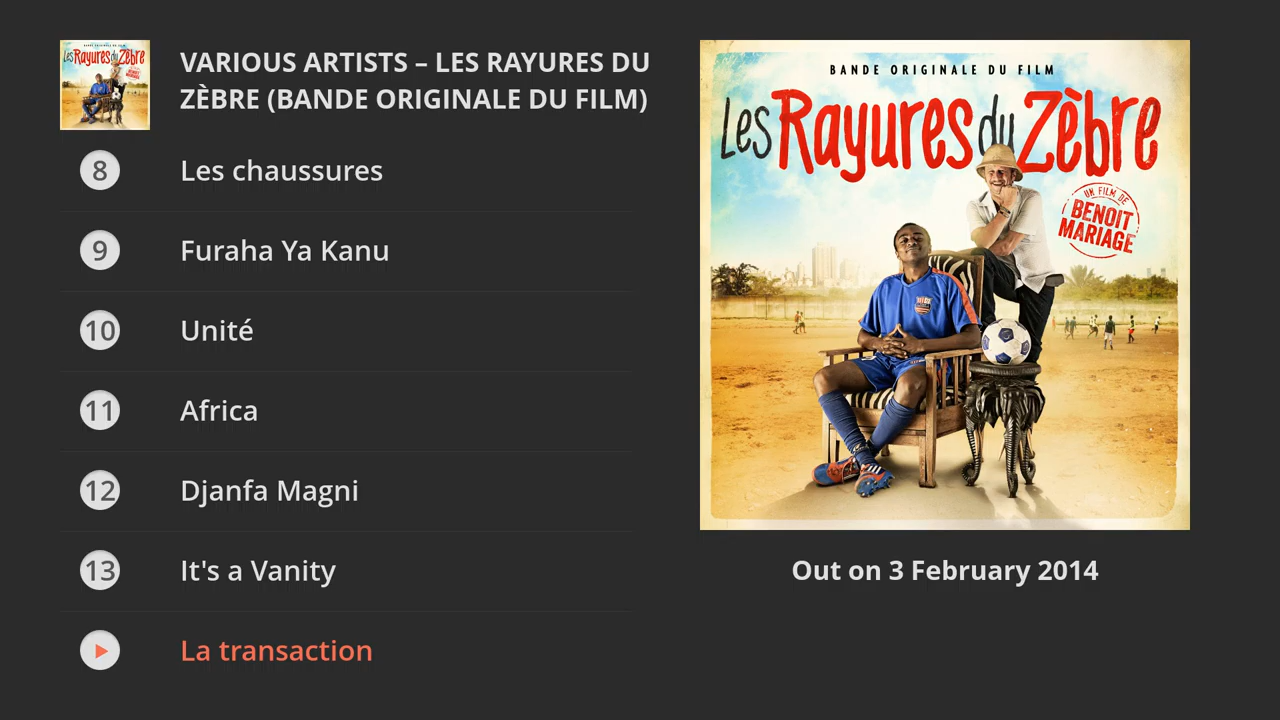 VARIOUS ARTISTS – LES RAYURES DU
ZÈBRE (BANDE ORIGINALE DU FILM)
8 Les chaussures
9 Furaha Ya Kanu
10 Unité
11 Africa
12 Djanfa Magni
13 It's a Vanity
La transaction
BANDE ORIGINALE DU FILM
Les Rayures du Zèbre
UN FILM DE
BENOIT
MARIAGE
Out on 3 February 2014